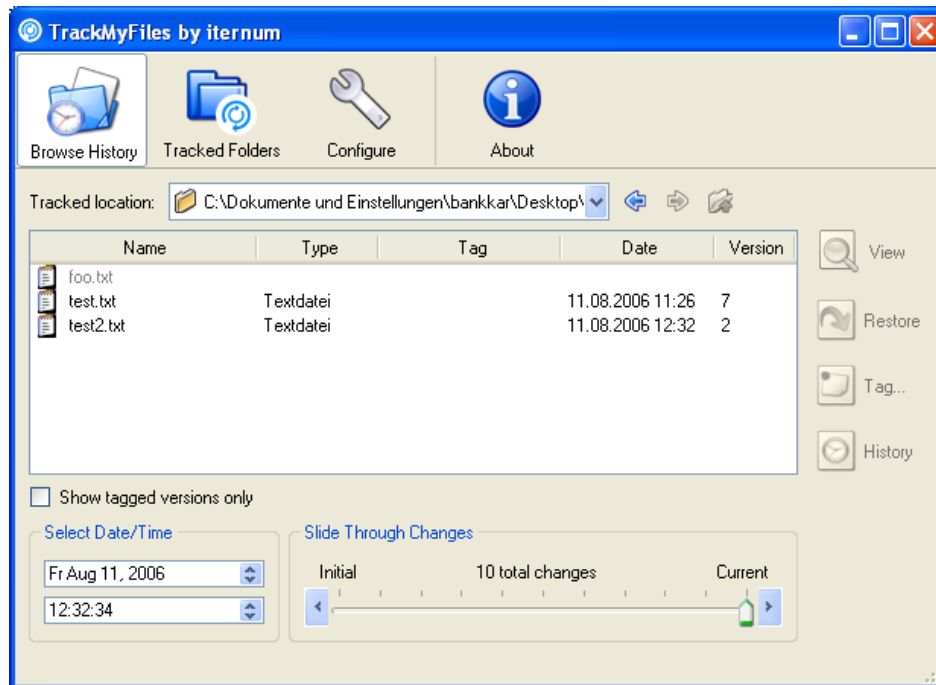 TrackMyFiles by iternum
Browse History Tracked Folders Configure About
Tracked location: C:\Dokumente und Einstellungen\bankkar\Desktop\
Name Type Tag Date Version
foo.txt
test.txt Textdatei 11.08.2006 11:26 7
test2.txt Textdatei 11.08.2006 12:32 2
View
Restore
Tag...
History
Show tagged versions only
Select Date/Time
Fr Aug 11, 2006
12:32:34
Slide Through Changes
Initial 10 total changes Current